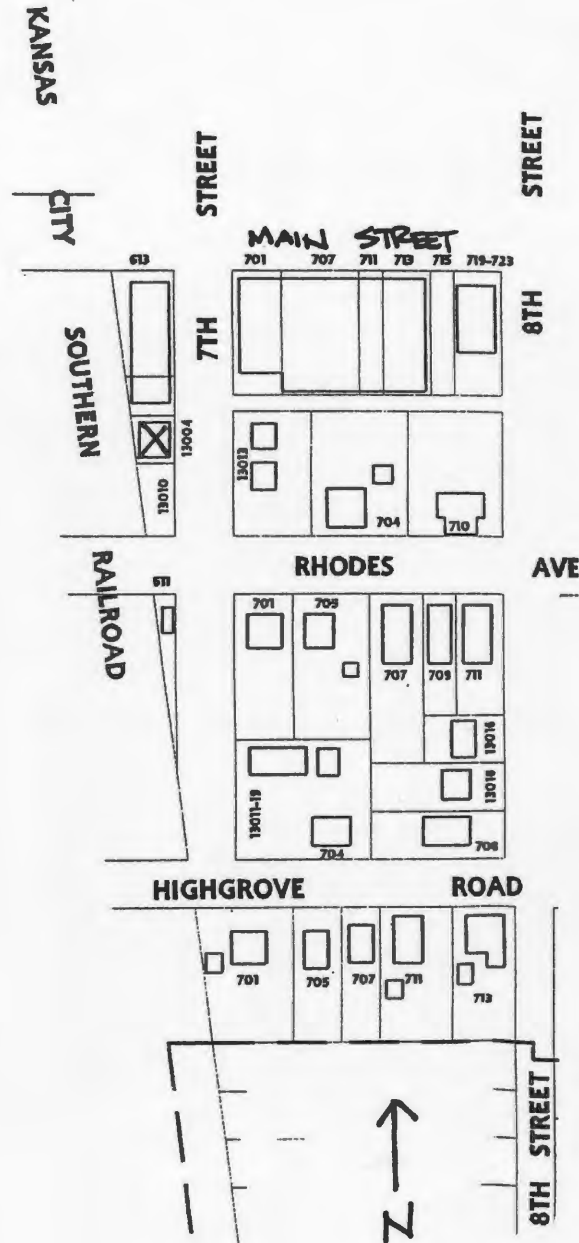 KANSAS
CITY
SOUTHERN
RAILROAD
STREET
7TH
STREET
8TH
MAIN STREET
613
701
707
711
713
715
719-723
13004
13010
13013
704
710
RHODES
AVE
611
701
705
707
709
711
13016
13018
13011-19
704
708
HIGHGROVE
ROAD
701
705
707
711
713
8TH STREET
N